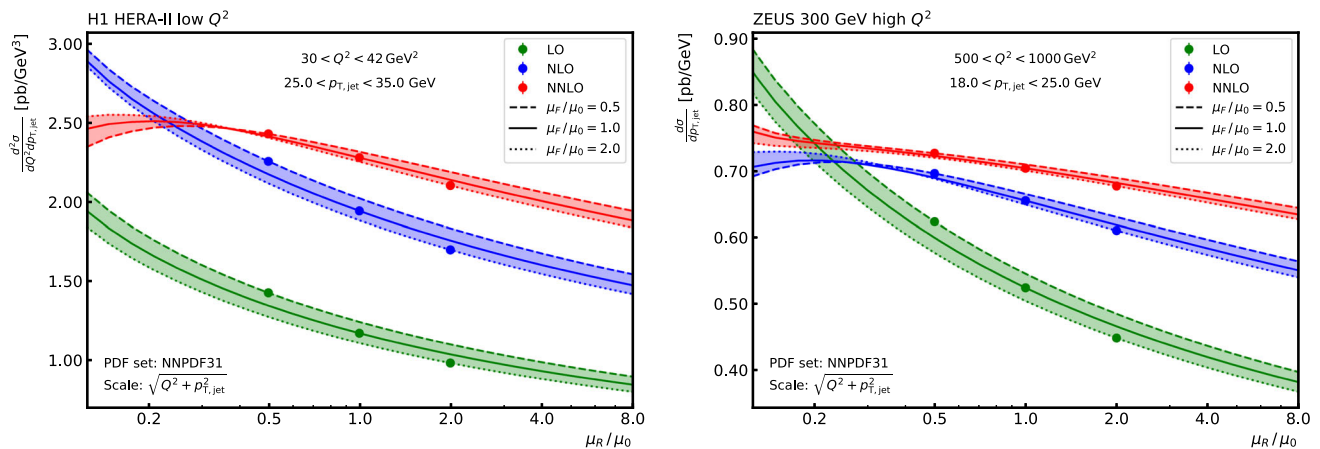 H1 HERA-II low Q²
d²σ/dQ²dp_T,jet [pb/GeV³]
3.00
2.50
2.00
1.50
1.00
30 < Q² < 42 GeV²
25.0 < p_T,jet < 35.0 GeV
LO
NLO
NNLO
μ_F/μ_0 = 0.5
μ_F/μ_0 = 1.0
μ_F/μ_0 = 2.0
PDF set: NNPDF31
Scale: √(Q² + p²_T,jet)
0.2 0.5 1.0 2.0 4.0 8.0
μ_R / μ_0
ZEUS 300 GeV high Q²
dσ/dp_T,jet [pb/GeV]
0.90
0.80
0.70
0.60
0.50
0.40
500 < Q² < 1000 GeV²
18.0 < p_T,jet < 25.0 GeV
LO
NLO
NNLO
μ_F/μ_0 = 0.5
μ_F/μ_0 = 1.0
μ_F/μ_0 = 2.0
PDF set: NNPDF31
Scale: √(Q² + p²_T,jet)
0.2 0.5 1.0 2.0 4.0 8.0
μ_R / μ_0